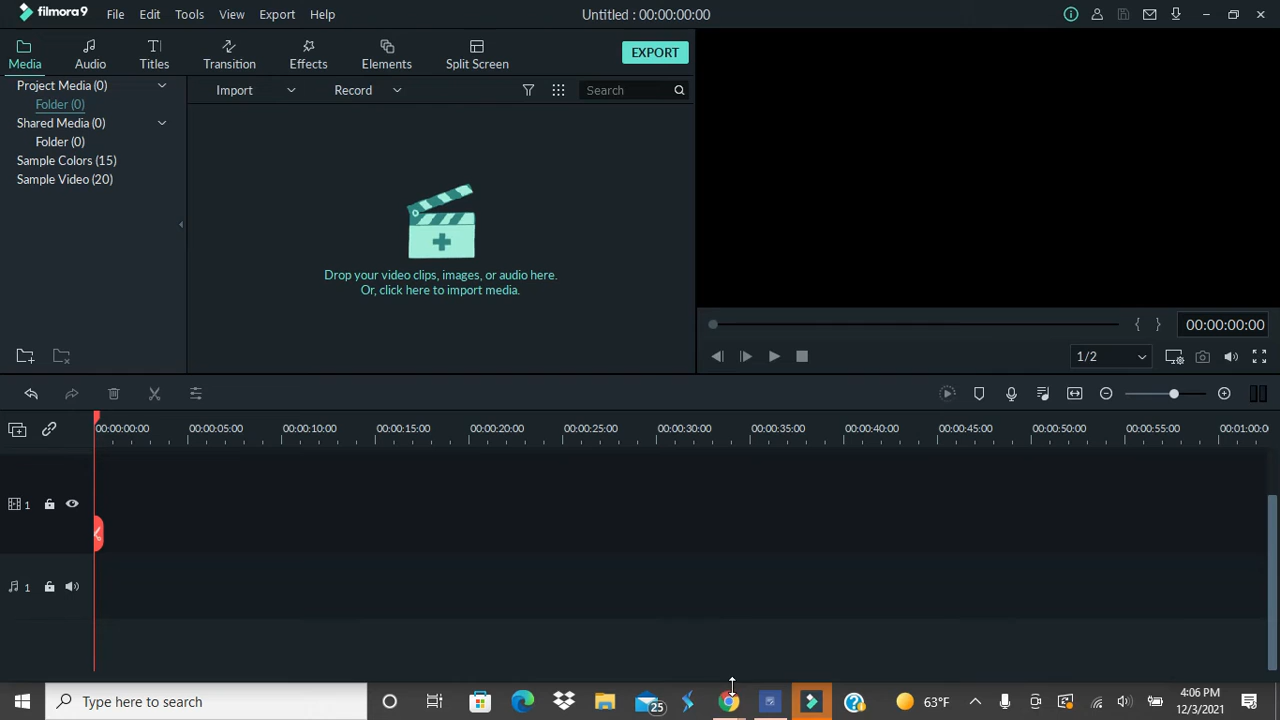 filmora9 File Edit Tools View Export Help Untitled : 00:00:00:00
Media Audio Titles Transition Effects Elements Split Screen EXPORT
Project Media (0)
Folder (0)
Shared Media (0)
Folder (0)
Sample Colors (15)
Sample Video (20)
Import Record Search
Drop your video clips, images, or audio here.
Or, click here to import media.
00:00:00:00
1/2
00:00:00:00 00:00:05:00 00:00:10:00 00:00:15:00 00:00:20:00 00:00:25:00 00:00:30:00 00:00:35:00 00:00:40:00 00:00:45:00 00:00:50:00 00:00:55:00 00:01:00:0
1
1
Type here to search 25 63°F 4:06 PM
12/3/2021